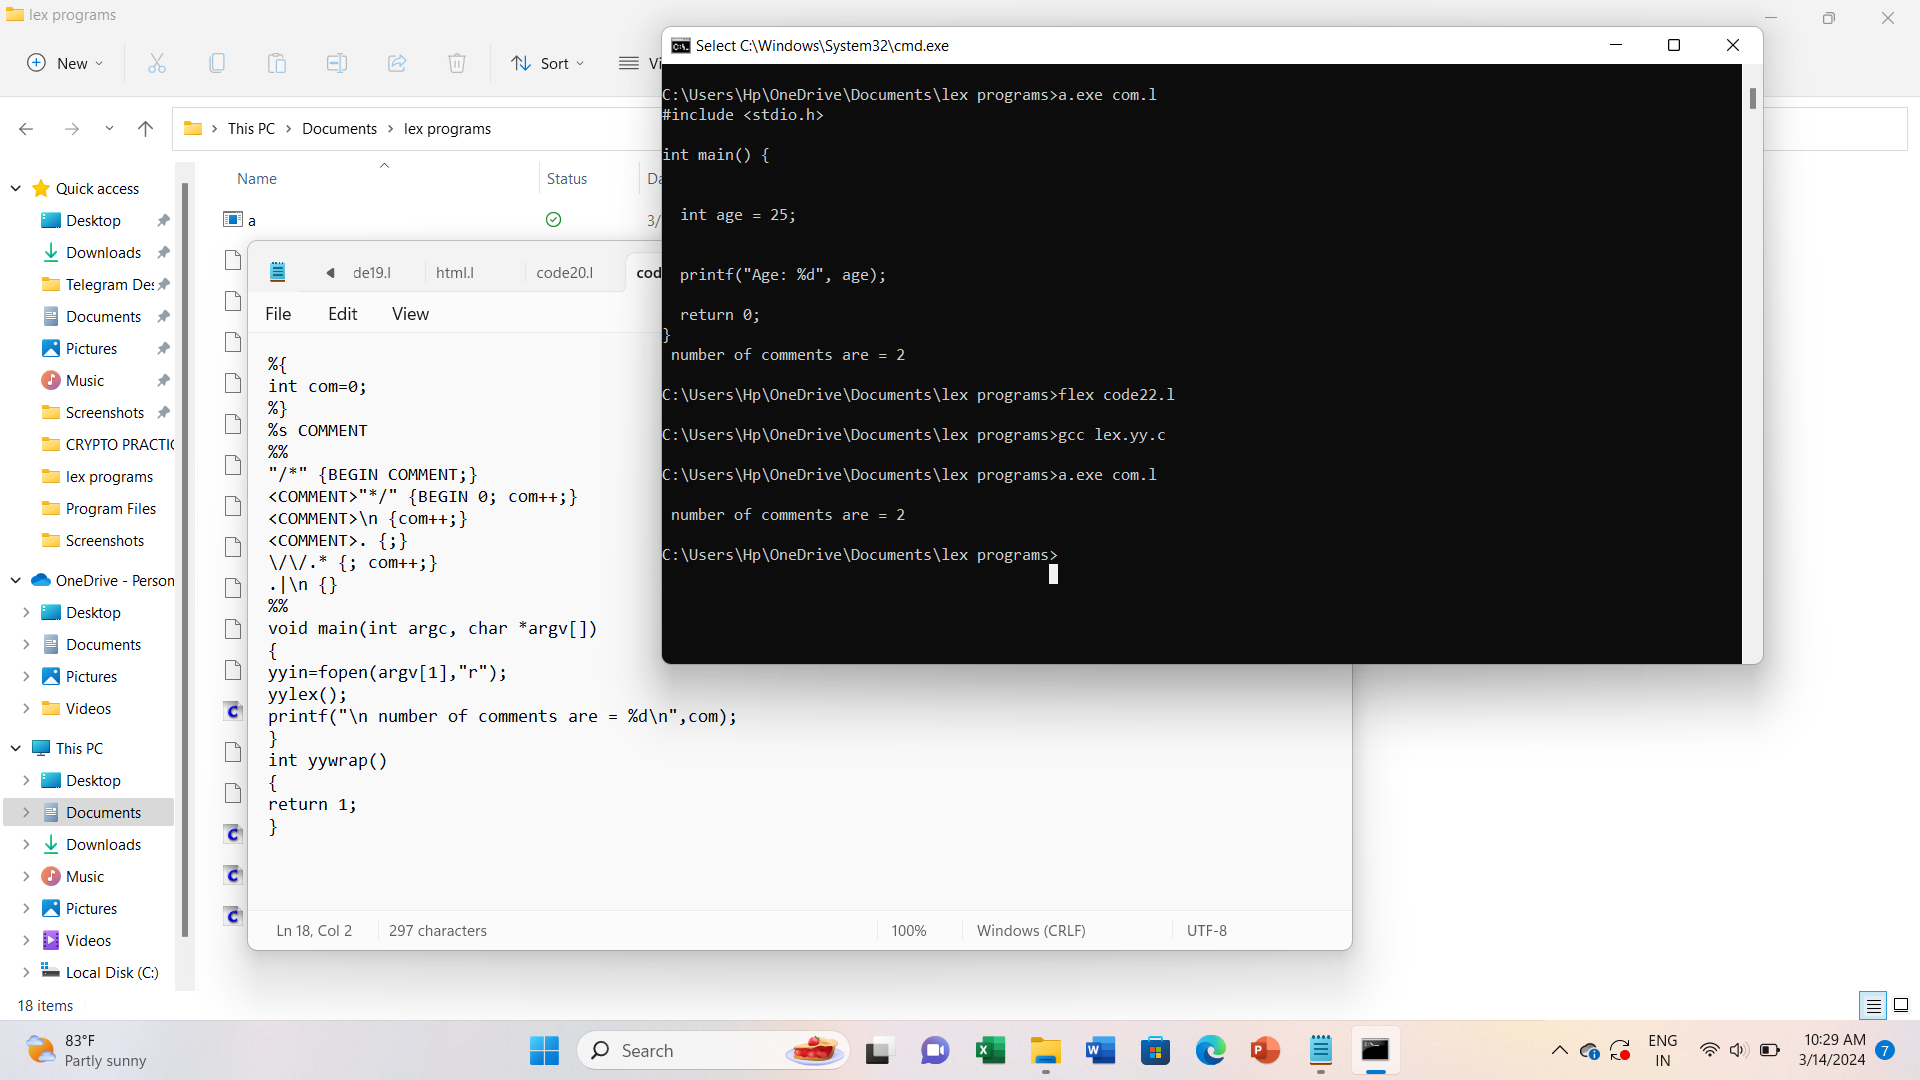 lex programs
New
Sort
Vi
This PC
Documents
lex programs
Name
Status
Da
Quick access
Desktop
Downloads
Telegram Des
Documents
Pictures
Music
Screenshots
CRYPTO PRACTIC
lex programs
Program Files
Screenshots
OneDrive - Person
Desktop
Documents
Pictures
Videos
This PC
Desktop
Documents
Downloads
Music
Pictures
Videos
Local Disk (C:)
18 items
a
3/
de19.l
html.l
code20.l
cod
File
Edit
View
%{
int com=0;
%}
%s COMMENT
%%
"/*" {BEGIN COMMENT;}
<COMMENT>"*/" {BEGIN 0; com++;}
<COMMENT>\n {com++;}
<COMMENT>. {;}
\/\/.* {; com++;}
.|\n {}
%%
void main(int argc, char *argv[])
{
yyin=fopen(argv[1],"r");
yylex();
printf("\n number of comments are = %d\n",com);
}
int yywrap()
{
return 1;
}
Ln 18, Col 2
297 characters
100%
Windows (CRLF)
UTF-8
Select C:\Windows\System32\cmd.exe
C:\Users\Hp\OneDrive\Documents\lex programs>a.exe com.l
#include <stdio.h>
int main() {
int age = 25;
printf("Age: %d", age);
return 0;
}
number of comments are = 2
C:\Users\Hp\OneDrive\Documents\lex programs>flex code22.l
C:\Users\Hp\OneDrive\Documents\lex programs>gcc lex.yy.c
C:\Users\Hp\OneDrive\Documents\lex programs>a.exe com.l
number of comments are = 2
C:\Users\Hp\OneDrive\Documents\lex programs>
83°F
Partly sunny
Search
ENG
IN
10:29 AM
3/14/2024
7